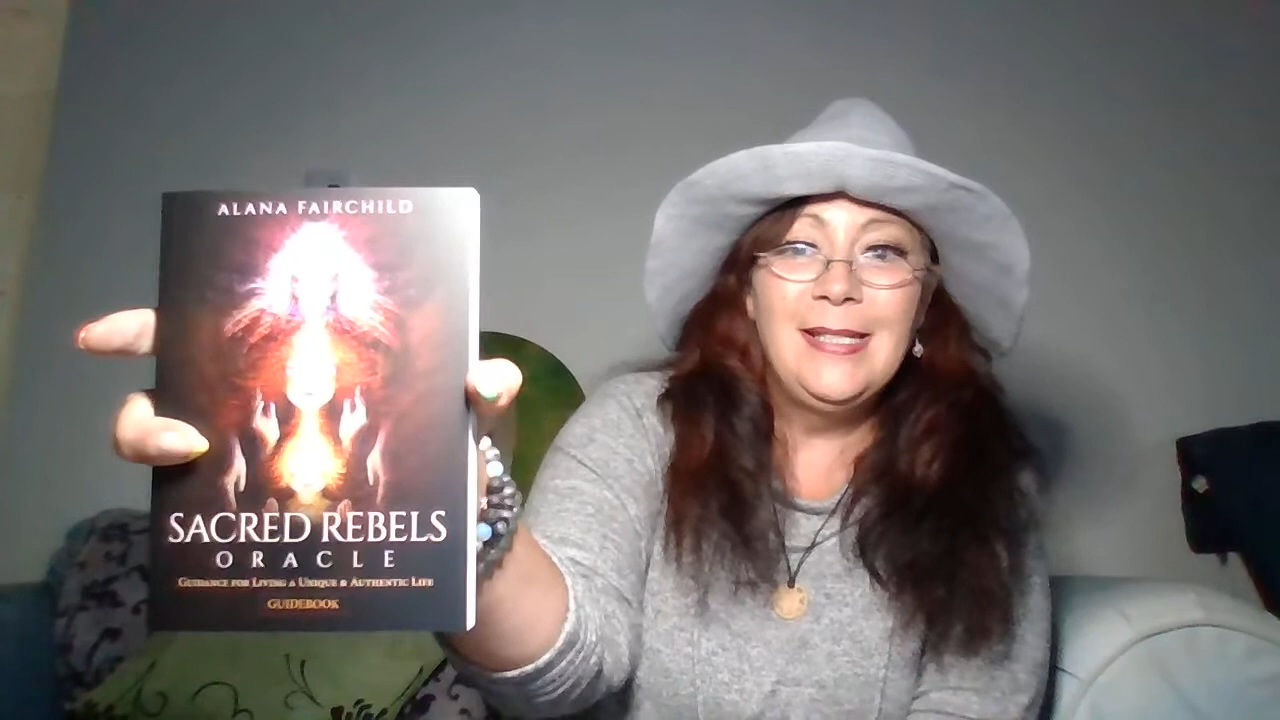 ALANA FAIRCHILD
SACRED REBELS
ORACLE
GUIDANCE FOR LIVING A UNIQUE & AUTHENTIC LIFE
GUIDEBOOK